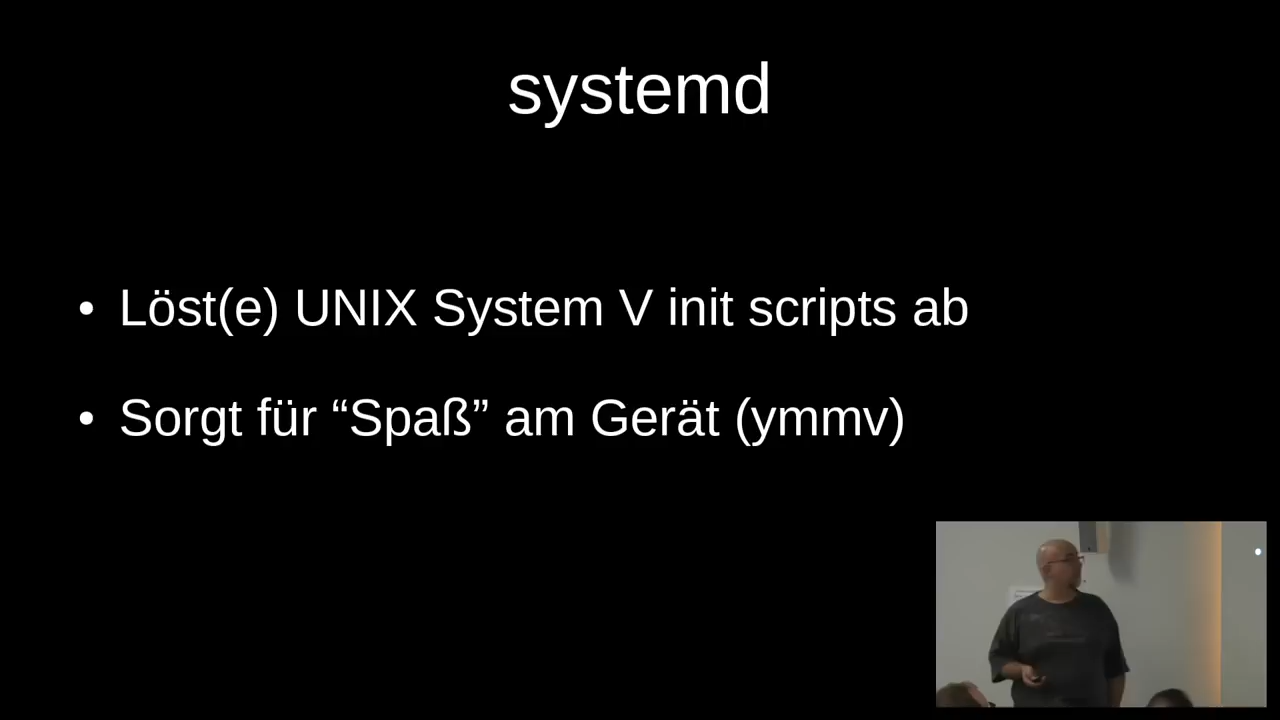 systemd
• Löst(e) UNIX System V init scripts ab
• Sorgt für “Spaß” am Gerät (ymmv)